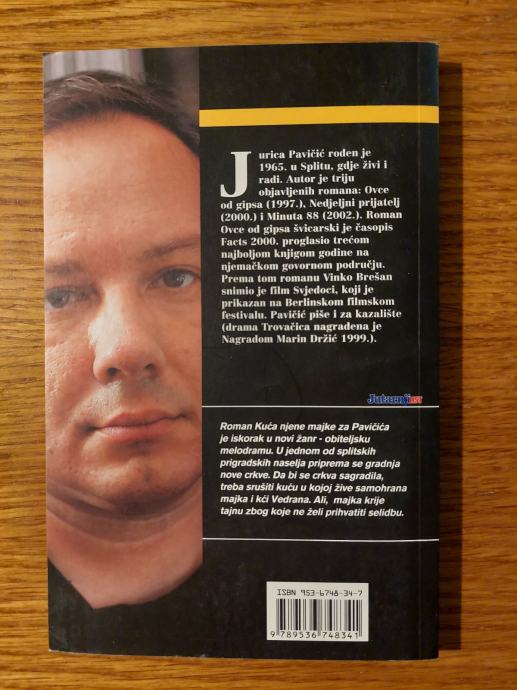 Jurica Pavičić rođen je
1965. u Splitu, gdje živi i
radi. Autor je triju
objavljenih romana: Ovce
od gipsa (1997.), Nedjeljni prijatelj
(2000.) i Minuta 88 (2002.). Roman
Ovce od gipsa švicarski je časopis
Facts 2000. proglasio trećom
najboljom knjigom godine na
njemačkom govornom području.
Prema tom romanu Vinko Brešan
snimio je film Svjedoci, koji je
prikazan na Berlinskom filmskom
festivalu. Pavičić piše i za kazalište
(drama Trovačica nagrađena je
Nagradom Marin Držić 1999.).
Jutarnji LIST
Roman Kuća njene majke za Pavičića
je iskorak u novi žanr - obiteljsku
melodramu. U jednom od splitskih
prigradskih naselja priprema se gradnja
nove crkve. Da bi se crkva sagradila,
treba srušiti kuću u kojoj žive samohrana
majka i kći Vedrana. Ali, majka krije
tajnu zbog koje ne želi prihvatiti selidbu.
ISBN 953-6748-34-7
9 789536 748341